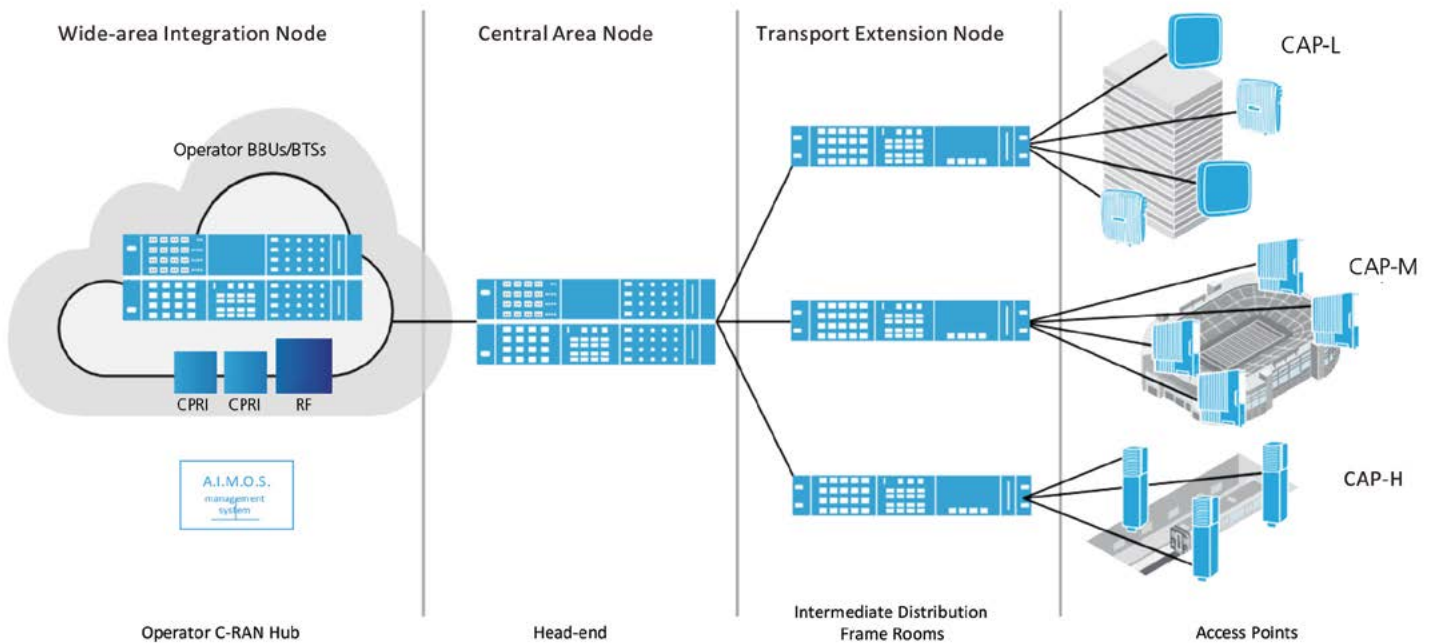 Wide-area Integration Node
Central Area Node
Transport Extension Node
CAP-L
Operator BBUs/BTSs
CAP-M
CPRI
CPRI
RF
A.I.M.O.S.
management
system
CAP-H
Operator C-RAN Hub
Head-end
Intermediate Distribution
Frame Rooms
Access Points